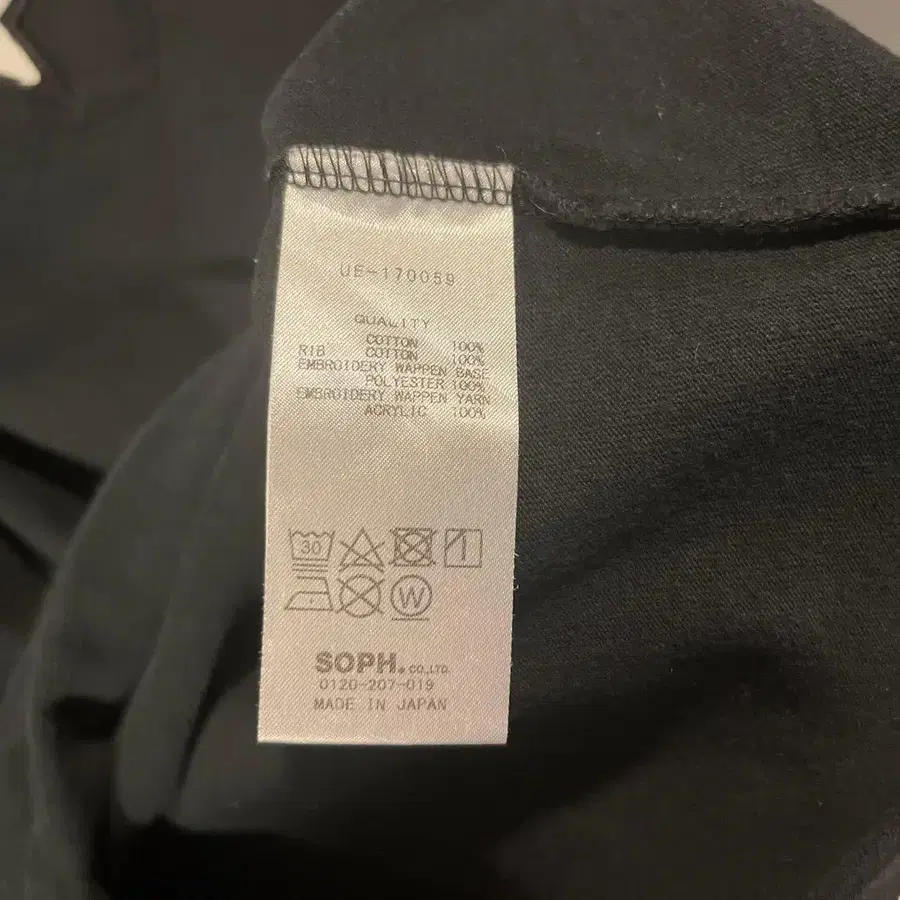 UE-170059
QUALITY
COTTON 100%
RIB COTTON 100%
EMBROIDERY WAPPEN BASE
POLYESTER 100%
EMBROIDERY WAPPEN YARN
ACRYLIC 100%
30
W
SOPH. CO.,LTD.
0120-207-019
MADE IN JAPAN